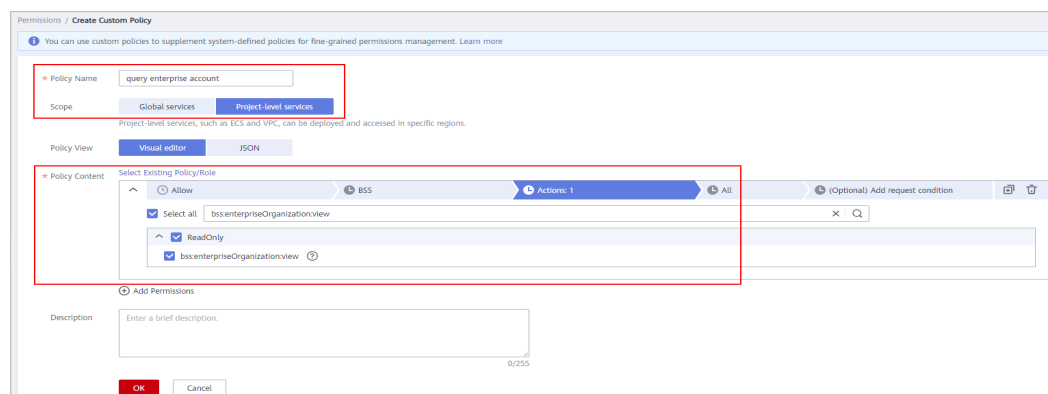 Permissions / Create Custom Policy
You can use custom policies to supplement system-defined policies for fine-grained permissions management. Learn more
* Policy Name query enterprise account
Scope Global services Project-level services
Project-level services, such as ECS and VPC, can be deployed and accessed in specific regions.
Policy View Visual editor JSON
* Policy Content Select Existing Policy/Role
Allow BSS Actions: 1 All (Optional) Add request condition
Select all bss:enterpriseOrganization:view
ReadOnly
bss:enterpriseOrganization:view
Add Permissions
Description Enter a brief description.
0/255
OK Cancel